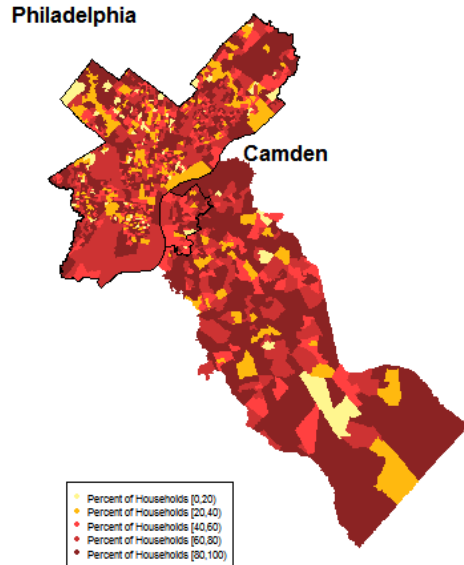 Philadelphia
Camden
Percent of Households [0,20)
Percent of Households [20,40)
Percent of Households [40,60)
Percent of Households [60,80)
Percent of Households [80,100)